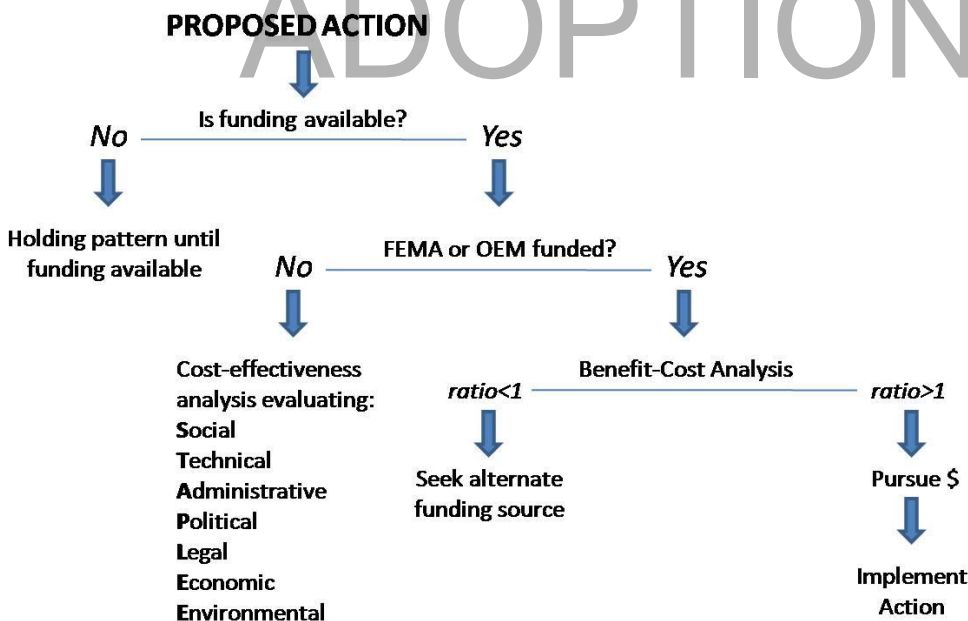 ADOPTION
PROPOSED ACTION
Is funding available?
No
Yes
Holding pattern until
funding available
FEMA or OEM funded?
No
Yes
Cost-effectiveness
analysis evaluating:
Social
Technical
Administrative
Political
Legal
Economic
Environmental
Benefit-Cost Analysis
ratio<1
ratio>1
Seek alternate
funding source
Pursue $
Implement
Action